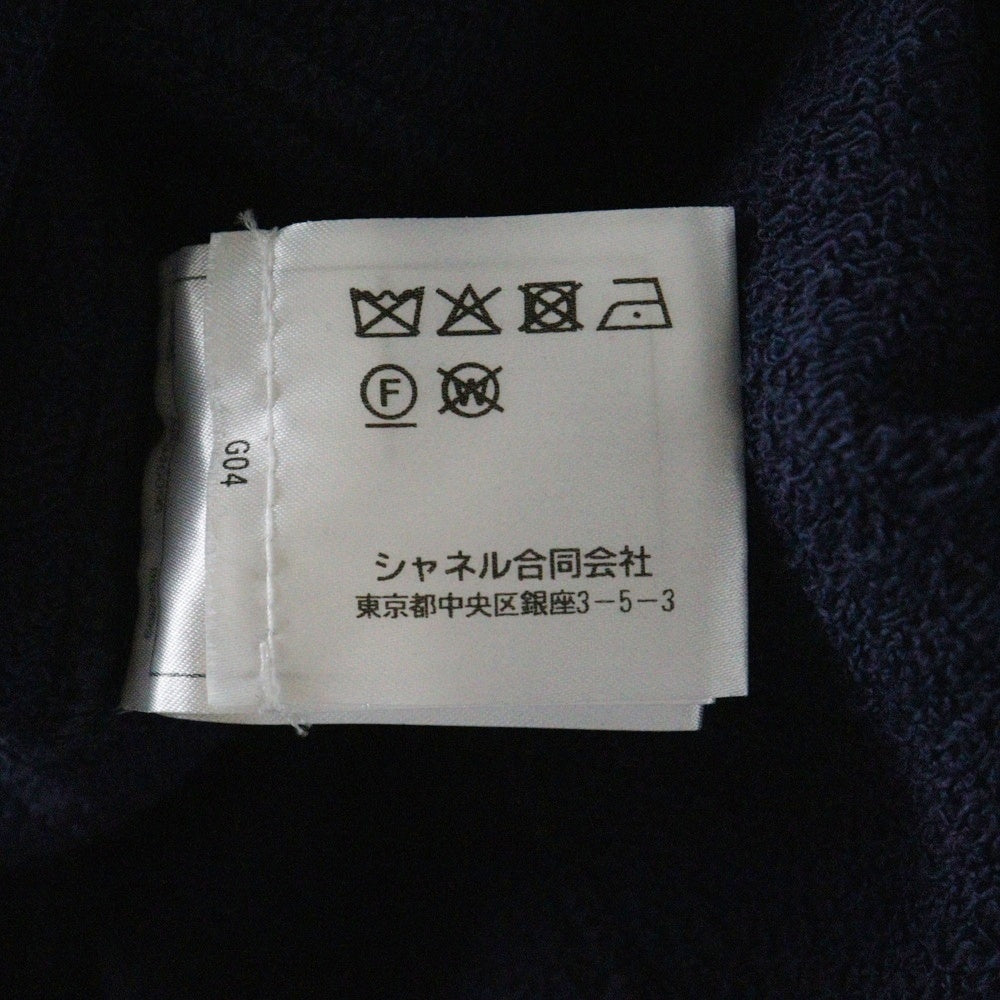 F W
G04
シャネル合同会社
東京都中央区銀座3-5-3